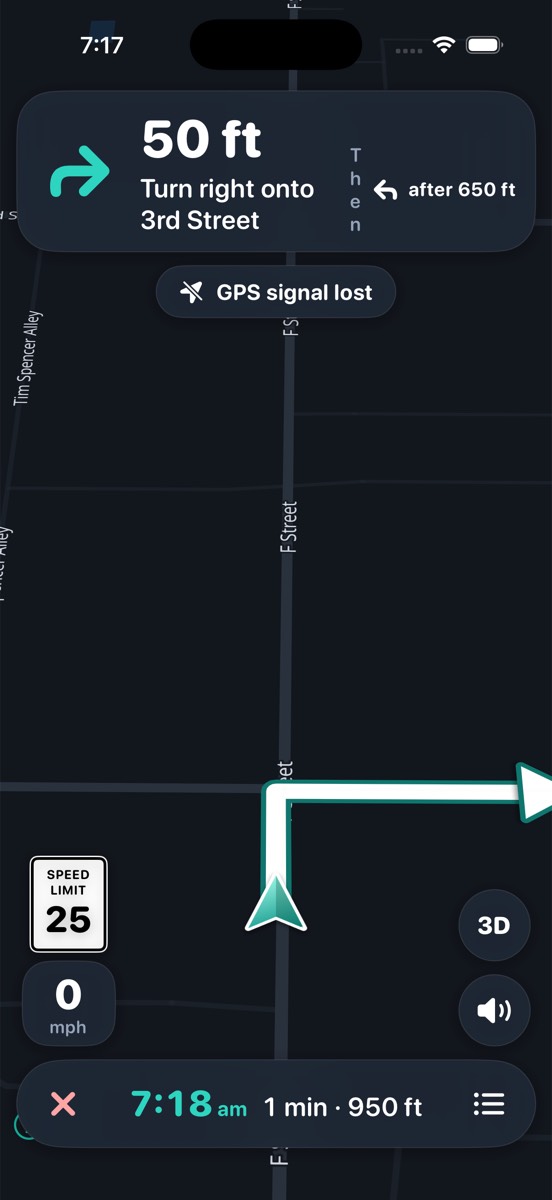 7:17
50 ft
Turn right onto
3rd Street
Then
after 650 ft
GPS signal lost
Tim Spencer Alley
F Street
SPEED
LIMIT
25
0
mph
3D
7:18 am 1 min · 950 ft